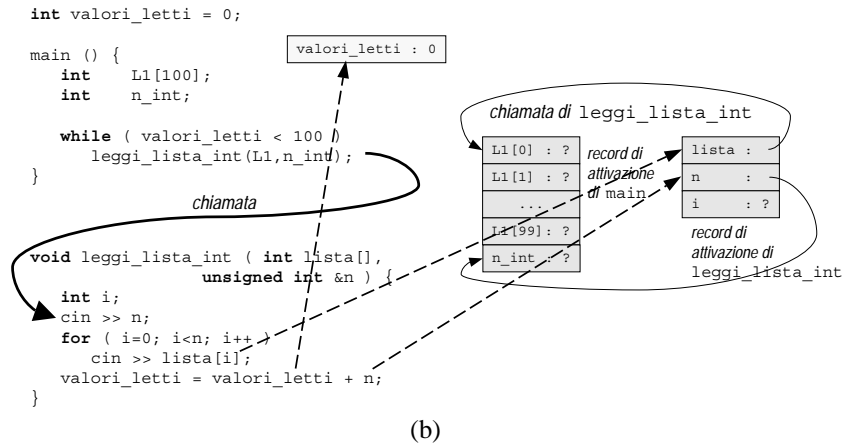 int valori_letti = 0;
valori_letti : 0
main () {
int L1[100];
int n_int;
while ( valori_letti < 100 )
leggi_lista_int(L1,n_int);
}
chiamata
void leggi_lista_int ( int lista[],
unsigned int &n ) {
int i;
cin >> n;
for ( i=0; i<n; i++ )
cin >> lista[i];
valori_letti = valori_letti + n;
}
chiamata di leggi_lista_int
L1[0] : ?
L1[1] : ?
...
L1[99]: ?
n_int : ?
record di
attivazione
di main
lista :
n :
i : ?
record di
attivazione di
leggi_lista_int
(b)